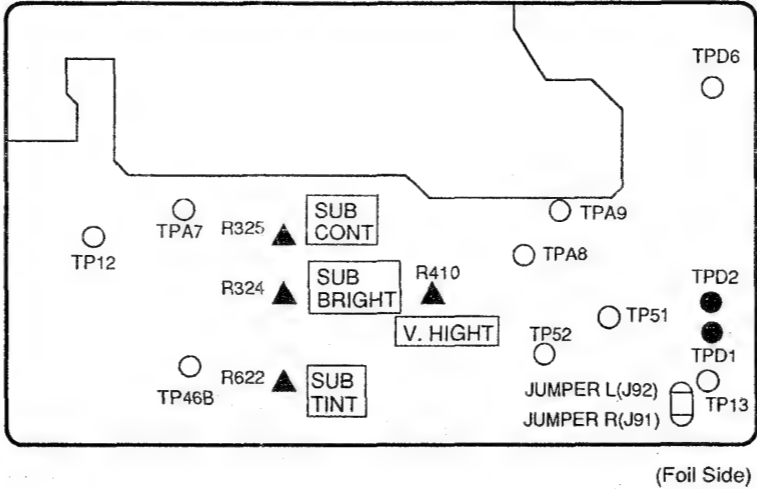 TPD6
TPA7
TP12
R325
SUB
CONT
TPA9
TPA8
R324
SUB
BRIGHT
R410
V. HIGHT
TPD2
TP51
TP52
TPD1
TP46B
R622
SUB
TINT
JUMPER L(J92)
JUMPER R(J91)
TP13
(Foil Side)